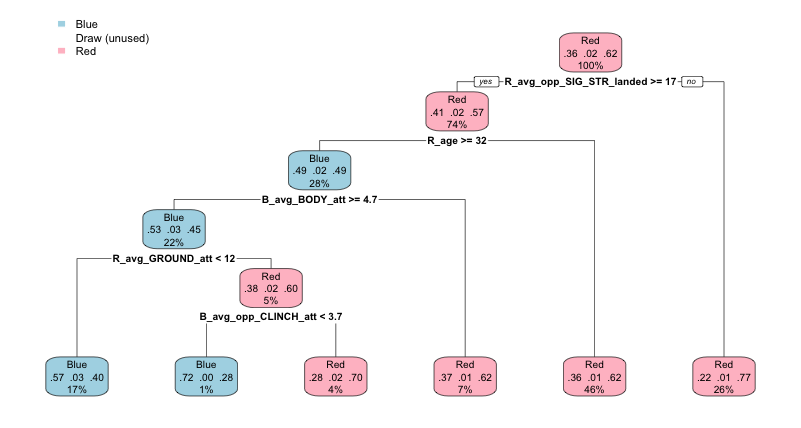 Blue
Draw (unused)
Red
Red
.36 .02 .62
100%
yes R_avg_opp_SIG_STR_landed >= 17 no
Red
.41 .02 .57
74%
R_age >= 32
Blue
.49 .02 .49
28%
B_avg_BODY_att >= 4.7
Blue
.53 .03 .45
22%
R_avg_GROUND_att < 12
Red
.38 .02 .60
5%
B_avg_opp_CLINCH_att < 3.7
Blue
.57 .03 .40
17%
Blue
.72 .00 .28
1%
Red
.28 .02 .70
4%
Red
.37 .01 .62
7%
Red
.36 .01 .62
46%
Red
.22 .01 .77
26%